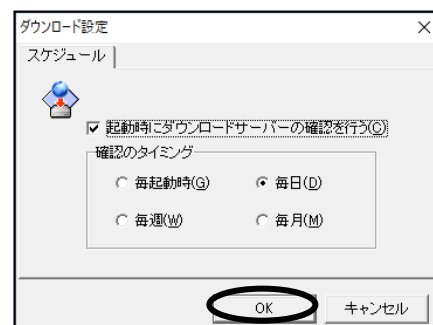 ダウンロード設定
スケジュール
起動時にダウンロードサーバーの確認を行う(C)
確認のタイミング
毎起動時(G) 毎日(D)
毎週(W) 毎月(M)
OK キャンセル